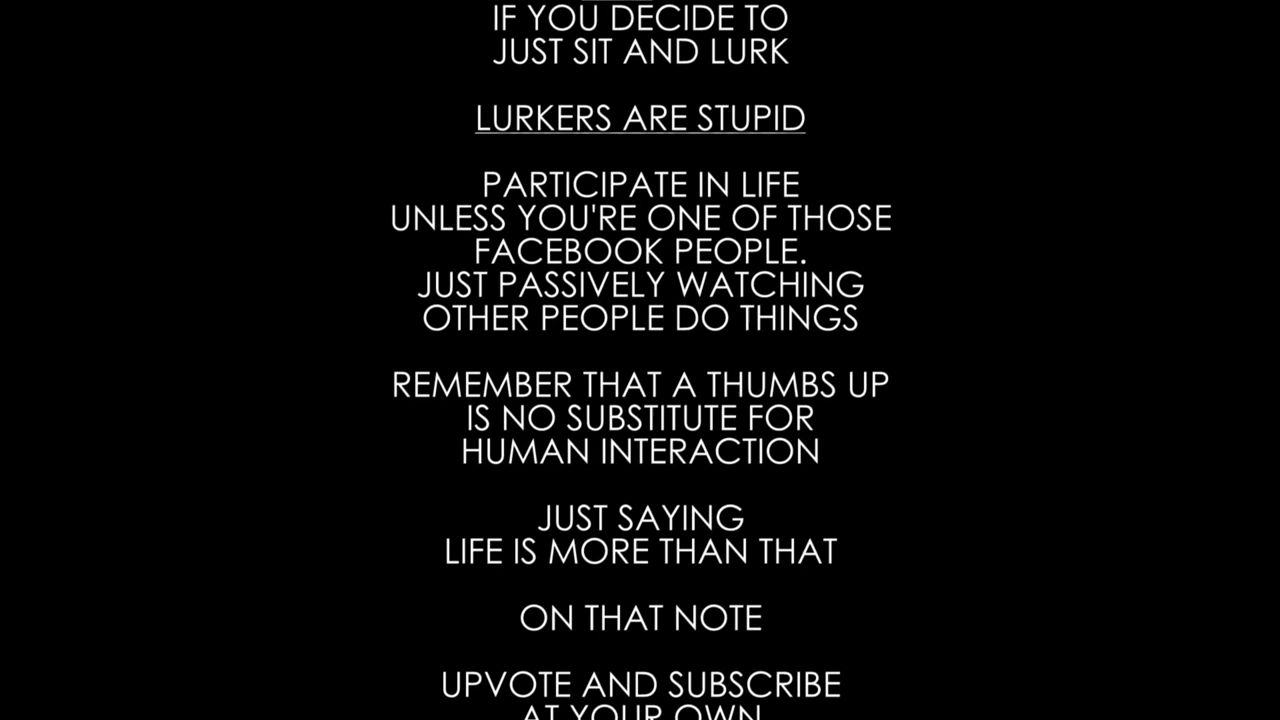 IF YOU DECIDE TO
JUST SIT AND LURK
LURKERS ARE STUPID
PARTICIPATE IN LIFE
UNLESS YOU'RE ONE OF THOSE
FACEBOOK PEOPLE.
JUST PASSIVELY WATCHING
OTHER PEOPLE DO THINGS
REMEMBER THAT A THUMBS UP
IS NO SUBSTITUTE FOR
HUMAN INTERACTION
JUST SAYING
LIFE IS MORE THAN THAT
ON THAT NOTE
UPVOTE AND SUBSCRIBE
AT YOUR OWN